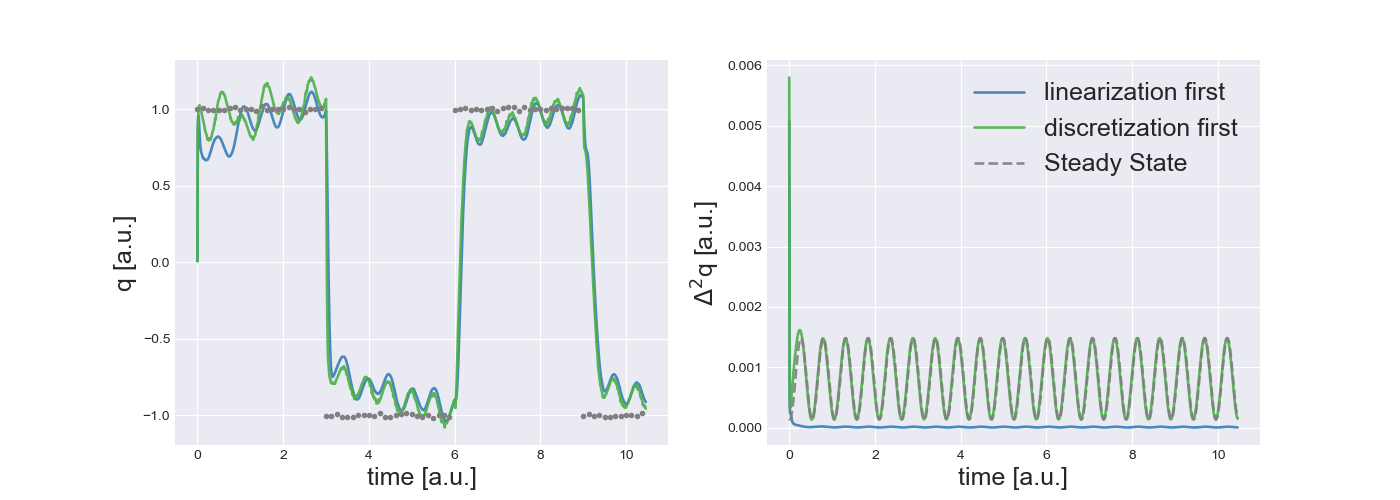 1.0
0.5
0.0
−0.5
−1.0
q [a.u.]
0 2 4 6 8 10
time [a.u.]
0.006
0.005
0.004
0.003
0.002
0.001
0.000
Δ²q [a.u.]
linearization first
discretization first
Steady State
0 2 4 6 8 10
time [a.u.]